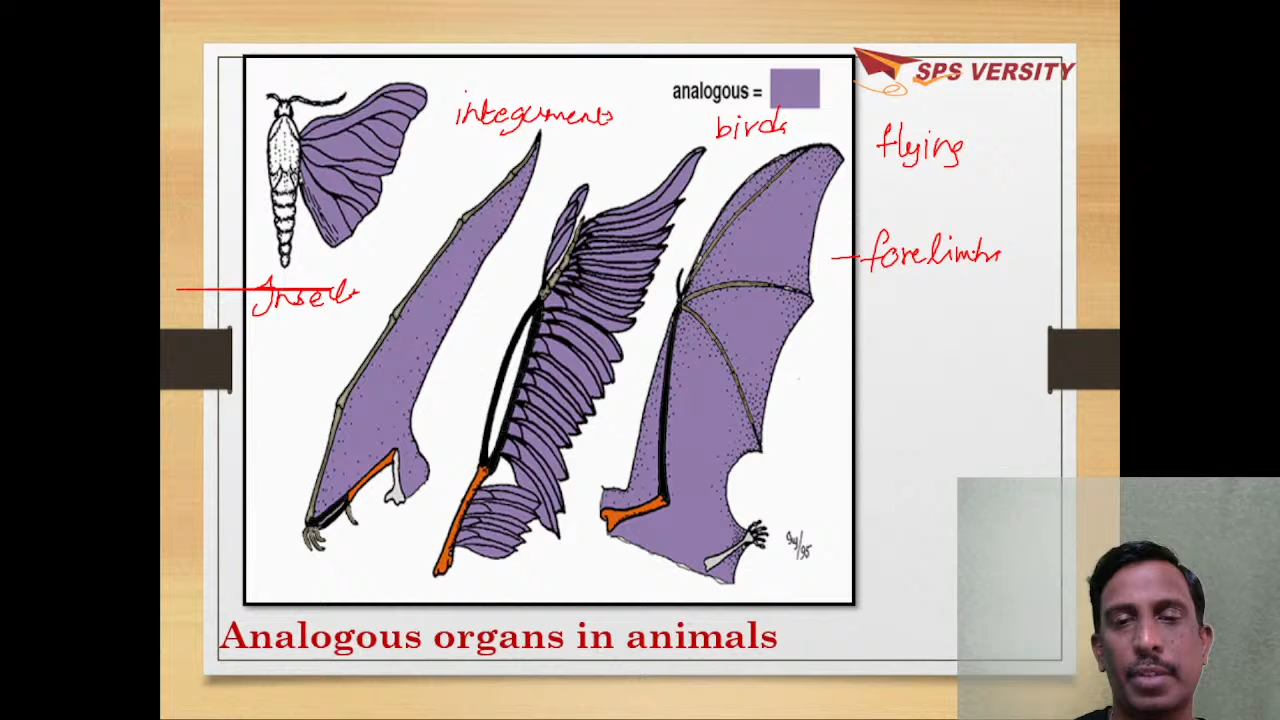 SPS VERSITY
analogous =
integuments
birds
flying
forelimbs
Insects
Analogous organs in animals